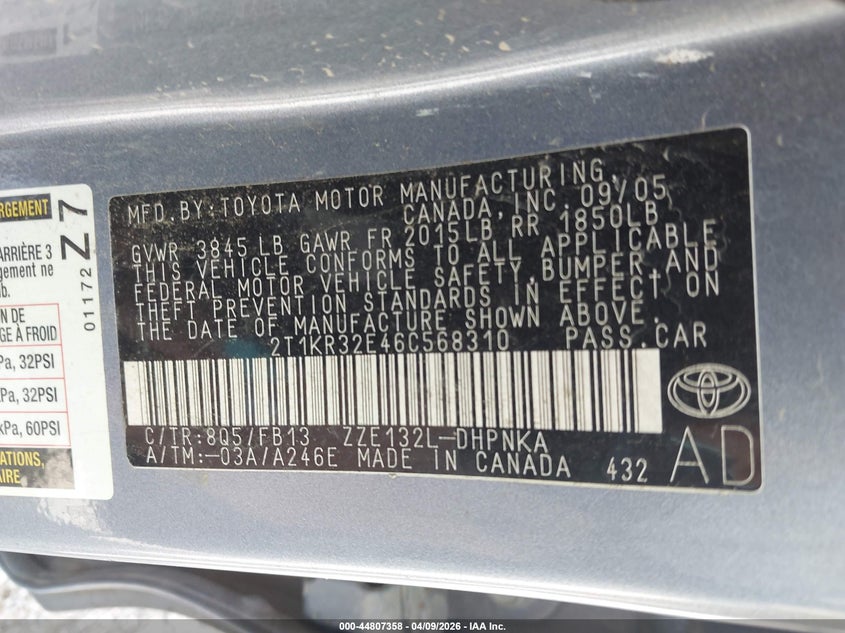 RGEMENT
ARRIÈRE 3
gement ne
b.
ON DE
GE À FROID
Pa, 32PSI
Pa, 32PSI
kPa, 60PSI
ATIONS,
AIRE
01172
Z 7
MFD. BY: TOYOTA MOTOR MANUFACTURING,
CANADA, INC. 09/05
GVWR 3845 LB GAWR FR 2015LB RR 1850LB
THIS VEHICLE CONFORMS TO ALL APPLICABLE
FEDERAL MOTOR VEHICLE SAFETY, BUMPER AND
THEFT PREVENTION STANDARDS IN EFFECT ON
THE DATE OF MANUFACTURE SHOWN ABOVE.
2T1KR32E46C568310 PASS.CAR
C/TR:8Q5/FB13 ZZE132L-DHPNKA
A/TM:-03A/A246E MADE IN CANADA 432
AD
000-44807358 - 04/09/2026 - IAA Inc.